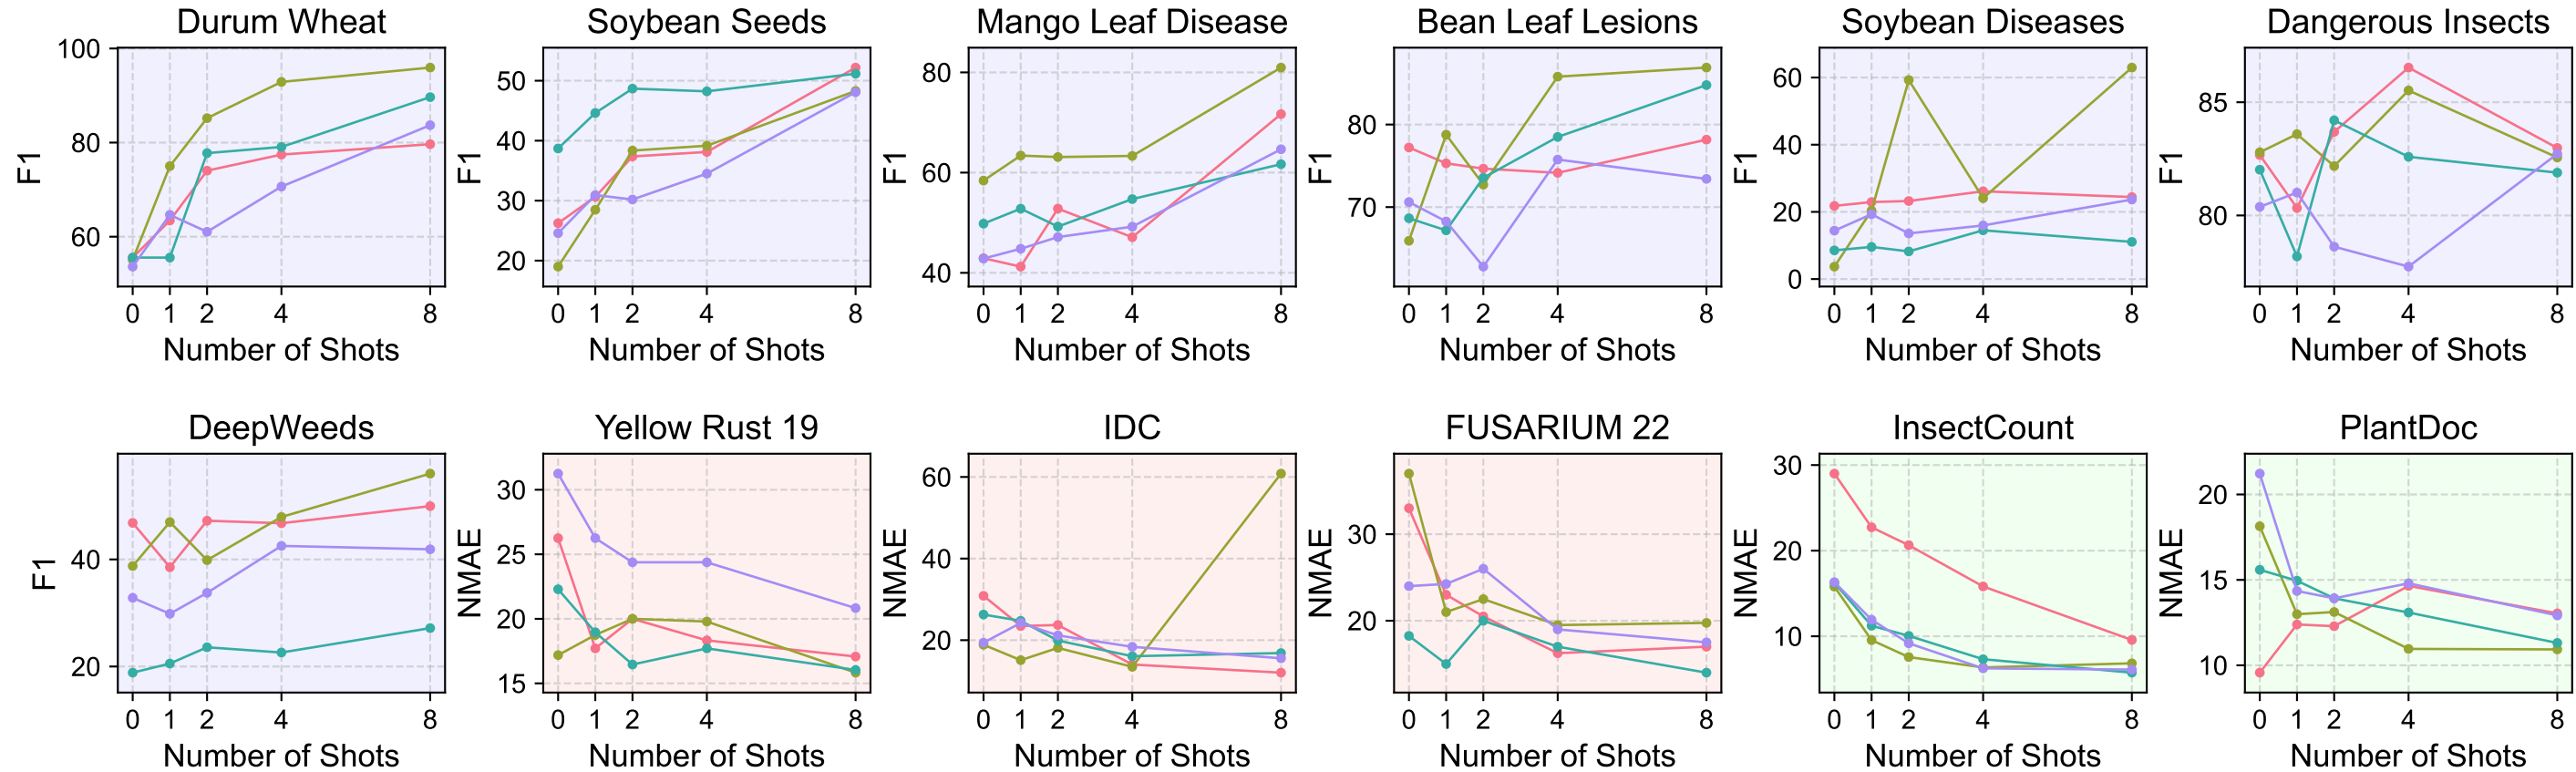 Durum Wheat
100
80
60
F1
0 1 2 4 8
Number of Shots
Soybean Seeds
50
40
30
20
F1
0 1 2 4 8
Number of Shots
Mango Leaf Disease
80
60
40
F1
0 1 2 4 8
Number of Shots
Bean Leaf Lesions
80
70
F1
0 1 2 4 8
Number of Shots
Soybean Diseases
60
40
20
0
F1
0 1 2 4 8
Number of Shots
Dangerous Insects
85
80
F1
0 1 2 4 8
Number of Shots
DeepWeeds
40
20
F1
0 1 2 4 8
Number of Shots
Yellow Rust 19
30
25
20
15
NMAE
0 1 2 4 8
Number of Shots
IDC
60
40
20
NMAE
0 1 2 4 8
Number of Shots
FUSARIUM 22
30
20
NMAE
0 1 2 4 8
Number of Shots
InsectCount
30
20
10
NMAE
0 1 2 4 8
Number of Shots
PlantDoc
20
15
10
NMAE
0 1 2 4 8
Number of Shots